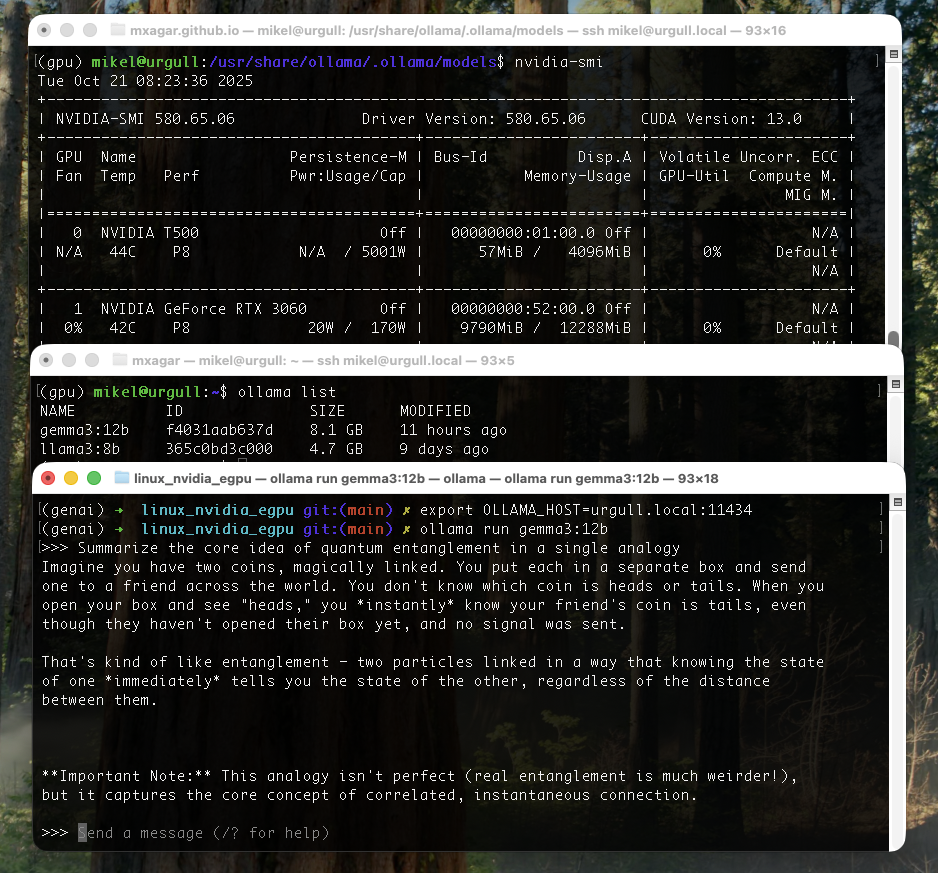 mxagar.github.io — mikel@urgull: /usr/share/ollama/.ollama/models — ssh mikel@urgull.local — 93×16
[(gpu) mikel@urgull:/usr/share/ollama/.ollama/models$ nvidia-smi ]
Tue Oct 21 08:23:36 2025
+-----------------------------------------------------------------------------------------+
| NVIDIA-SMI 580.65.06              Driver Version: 580.65.06      CUDA Version: 13.0     |
+-----------------------------------------+------------------------+----------------------+
| GPU  Name                 Persistence-M | Bus-Id          Disp.A | Volatile Uncorr. ECC |
| Fan  Temp   Perf          Pwr:Usage/Cap |           Memory-Usage | GPU-Util  Compute M. |
|                                         |                        |               MIG M. |
|=========================================+========================+======================|
|   0  NVIDIA T500                    Off |   00000000:01:00.0 Off |                  N/A |
| N/A   44C    P8             N/A  / 5001W |      57MiB /   4096MiB |      0%      Default |
|                                         |                        |                  N/A |
+-----------------------------------------+------------------------+----------------------+
|   1  NVIDIA GeForce RTX 3060        Off |   00000000:52:00.0 Off |                  N/A |
|  0%   42C    P8              20W /  170W |    9790MiB /  12288MiB |      0%      Default |
mxagar — mikel@urgull: ~ — ssh mikel@urgull.local — 93×5
[(gpu) mikel@urgull:~$ ollama list ]
NAME          ID              SIZE      MODIFIED
gemma3:12b    f4031aab637d    8.1 GB    11 hours ago
llama3:8b     365c0bd3c000    4.7 GB    9 days ago
linux_nvidia_egpu — ollama run gemma3:12b — ollama — ollama run gemma3:12b — 93×18
[(genai) ➜  linux_nvidia_egpu git:(main) ✗ export OLLAMA_HOST=urgull.local:11434 ]
[(genai) ➜  linux_nvidia_egpu git:(main) ✗ ollama run gemma3:12b ]
[>>> Summarize the core idea of quantum entanglement in a single analogy ]
Imagine you have two coins, magically linked. You put each in a separate box and send
one to a friend across the world. You don't know which coin is heads or tails. When you
open your box and see "heads," you *instantly* know your friend's coin is tails, even
though they haven't opened their box yet, and no signal was sent.
That's kind of like entanglement – two particles linked in a way that knowing the state
of one *immediately* tells you the state of the other, regardless of the distance
between them.
**Important Note:** This analogy isn't perfect (real entanglement is much weirder!),
but it captures the core concept of correlated, instantaneous connection.
>>> Send a message (/? for help)